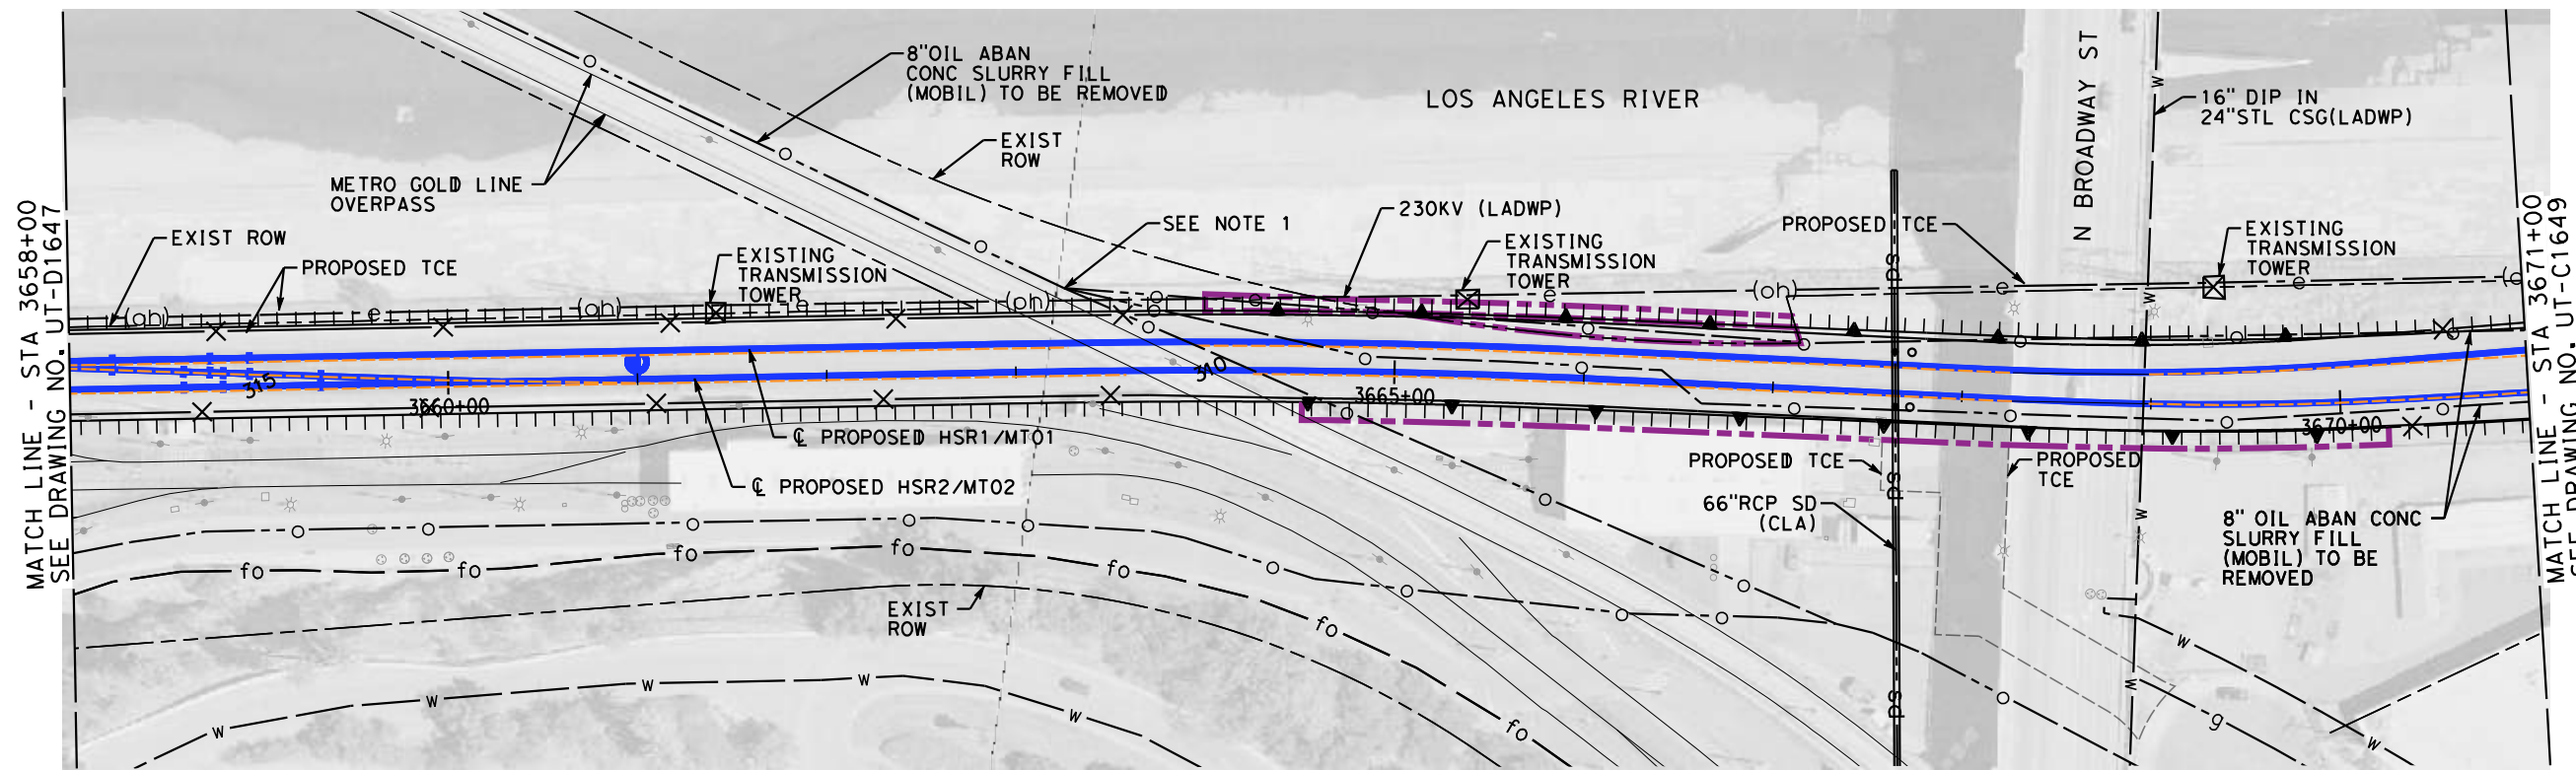 MATCH LINE - STA 3658+00
SEE DRAWING NO. UT-D1647
8"OIL ABAN
CONC SLURRY FILL
(MOBIL) TO BE REMOVED
EXIST
ROW
LOS ANGELES RIVER
N BROADWAY ST
16" DIP IN
24"STL CSG(LADWP)
METRO GOLD LINE
OVERPASS
EXIST ROW
PROPOSED TCE
EXISTING
TRANSMISSION
TOWER
SEE NOTE 1
230KV (LADWP)
EXISTING
TRANSMISSION
TOWER
PROPOSED TCE
EXISTING
TRANSMISSION
TOWER
(oh)
e
(oh)
e
(oh)
e
e
(oh)
e
e
315
3660+00
310
3665+00
3670+00
℄ PROPOSED HSR1/MT01
℄ PROPOSED HSR2/MT02
PROPOSED TCE
66"RCP SD
(CLA)
PROPOSED
TCE
8" OIL ABAN CONC
SLURRY FILL
(MOBIL) TO BE
REMOVED
EXIST
ROW
fo
fo
fo
fo
fo
fo
fo
w
w
w
w
w
w
w
w
w
w
w
g
sd
sd
sd
MATCH LINE - STA 3671+00
SEE DRAWING NO. UT-C1649